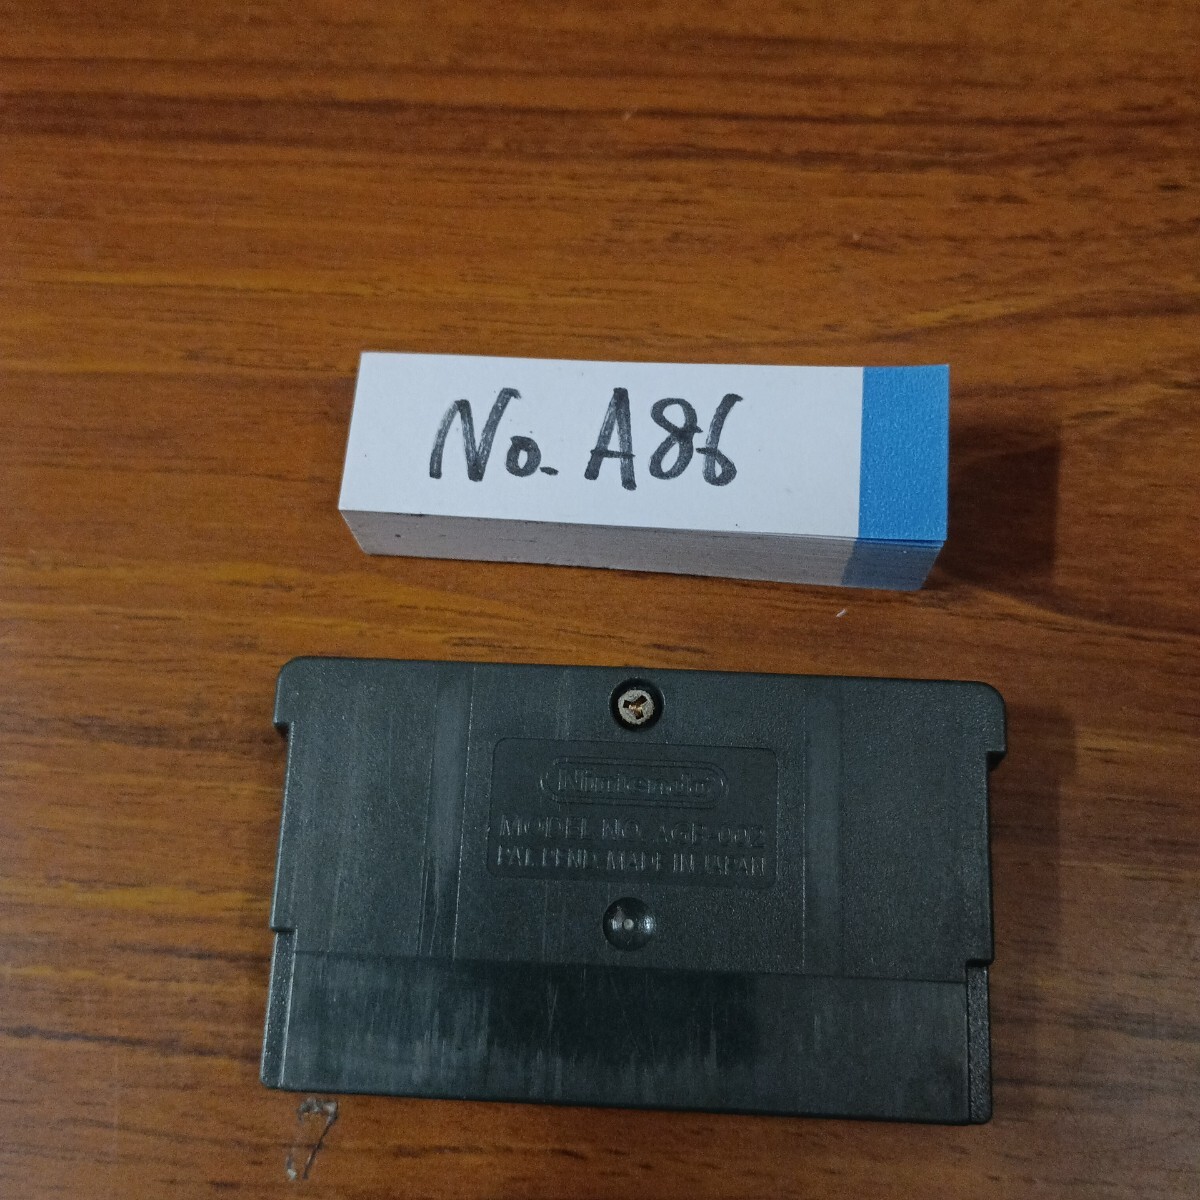 No. A86
Nintendo
MODEL NO. AGB-002
PAT. PEND. MADE IN JAPAN